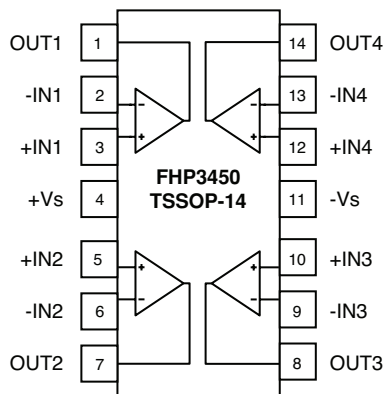 OUT1 1 14 OUT4
-IN1 2 - - 13 -IN4
+IN1 3 + + 12 +IN4
FHP3450
+Vs 4 TSSOP-14 11 -Vs
+IN2 5 + + 10 +IN3
-IN2 6 - - 9 -IN3
OUT2 7 8 OUT3